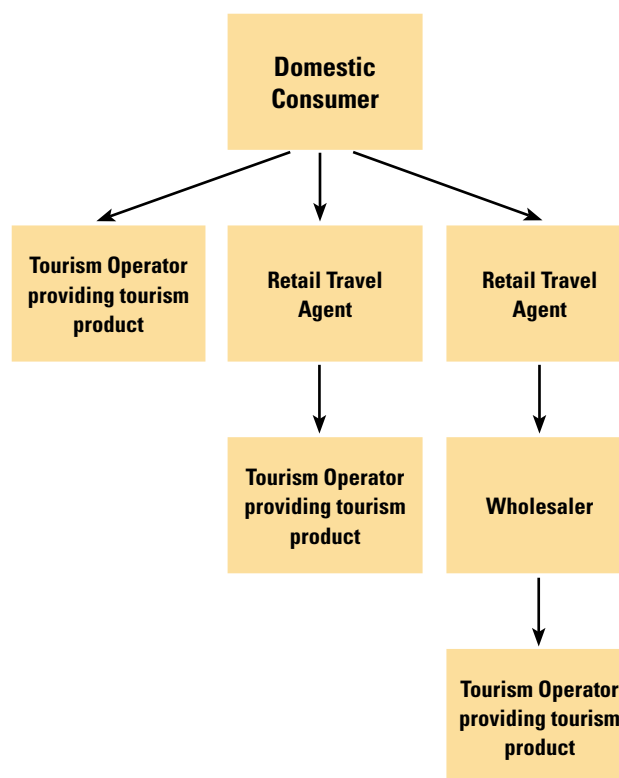 Domestic
Consumer
Tourism Operator
providing tourism
product
Retail Travel
Agent
Retail Travel
Agent
Tourism Operator
providing tourism
product
Wholesaler
Tourism Operator
providing tourism
product